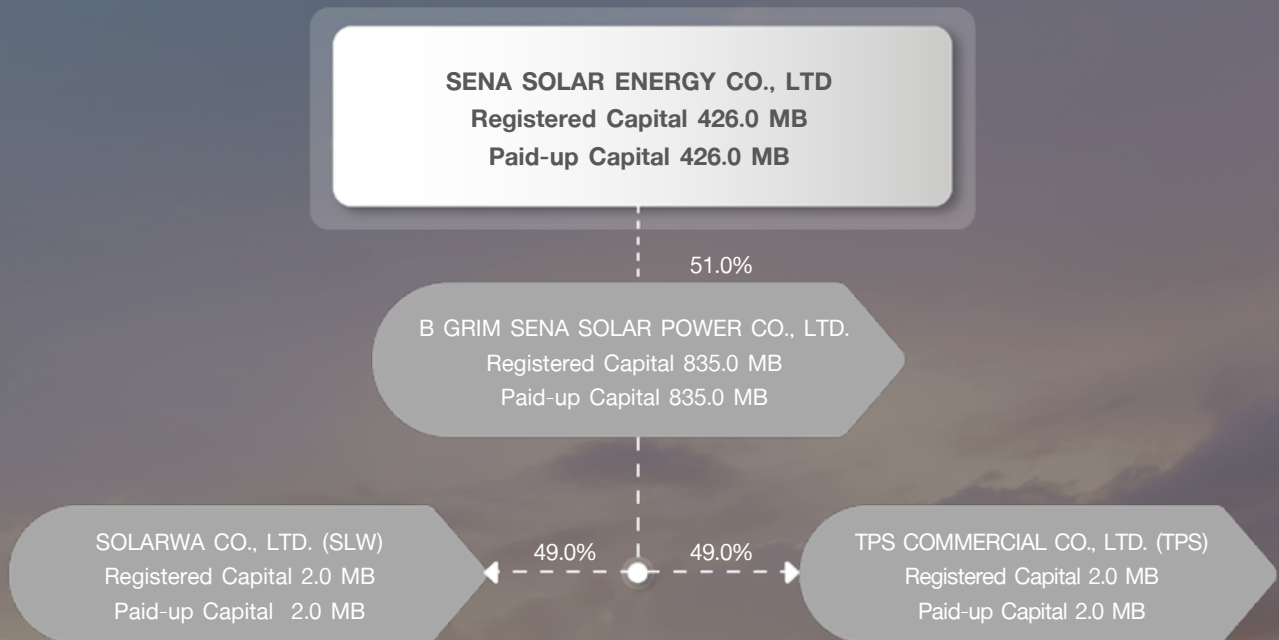 SENA SOLAR ENERGY CO., LTD
Registered Capital 426.0 MB
Paid-up Capital 426.0 MB
51.0%
B GRIM SENA SOLAR POWER CO., LTD.
Registered Capital 835.0 MB
Paid-up Capital 835.0 MB
SOLARWA CO., LTD. (SLW)
Registered Capital 2.0 MB
Paid-up Capital 2.0 MB
49.0%
49.0%
TPS COMMERCIAL CO., LTD. (TPS)
Registered Capital 2.0 MB
Paid-up Capital 2.0 MB